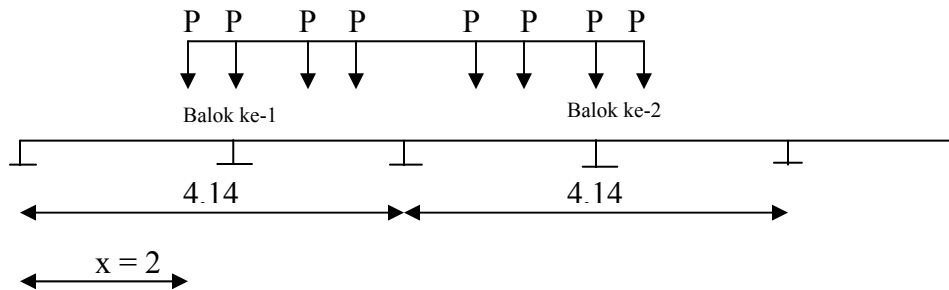 P P P P P P P P
Balok ke-1 Balok ke-2
4.14 4.14
x = 2